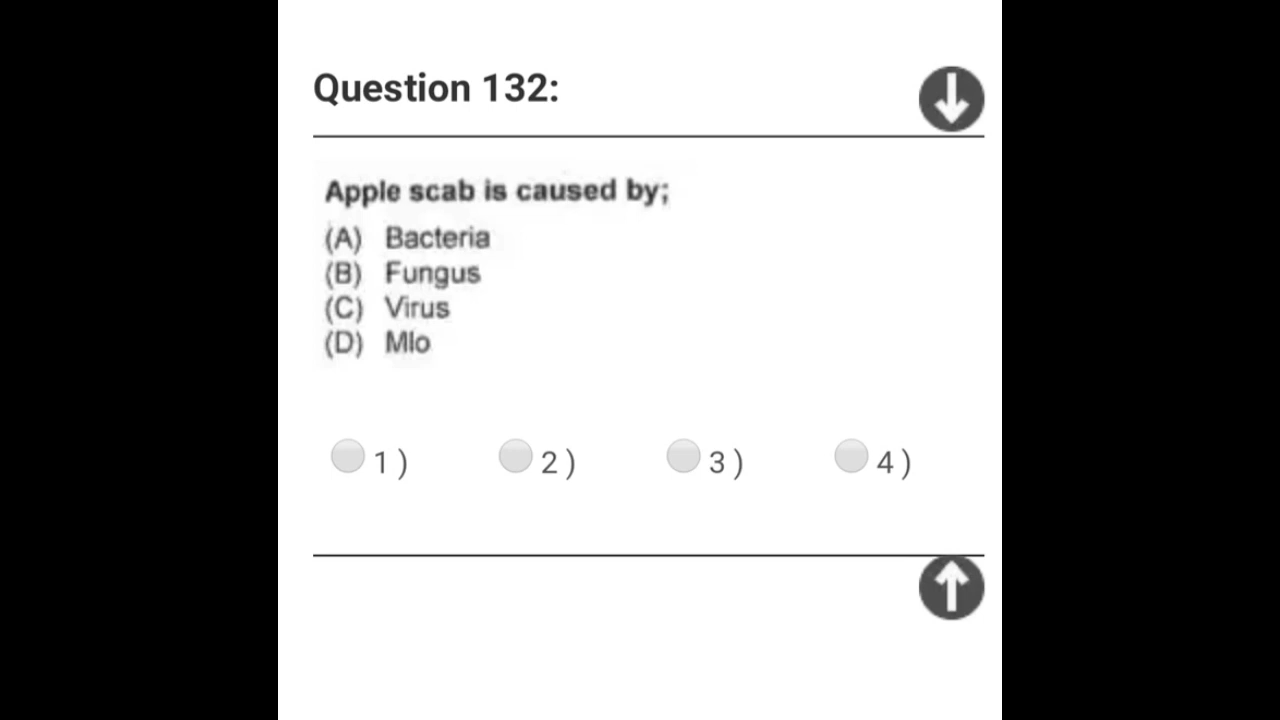 Question 132:
Apple scab is caused by;
(A) Bacteria
(B) Fungus
(C) Virus
(D) Mlo
1 ) 2 ) 3 ) 4 )